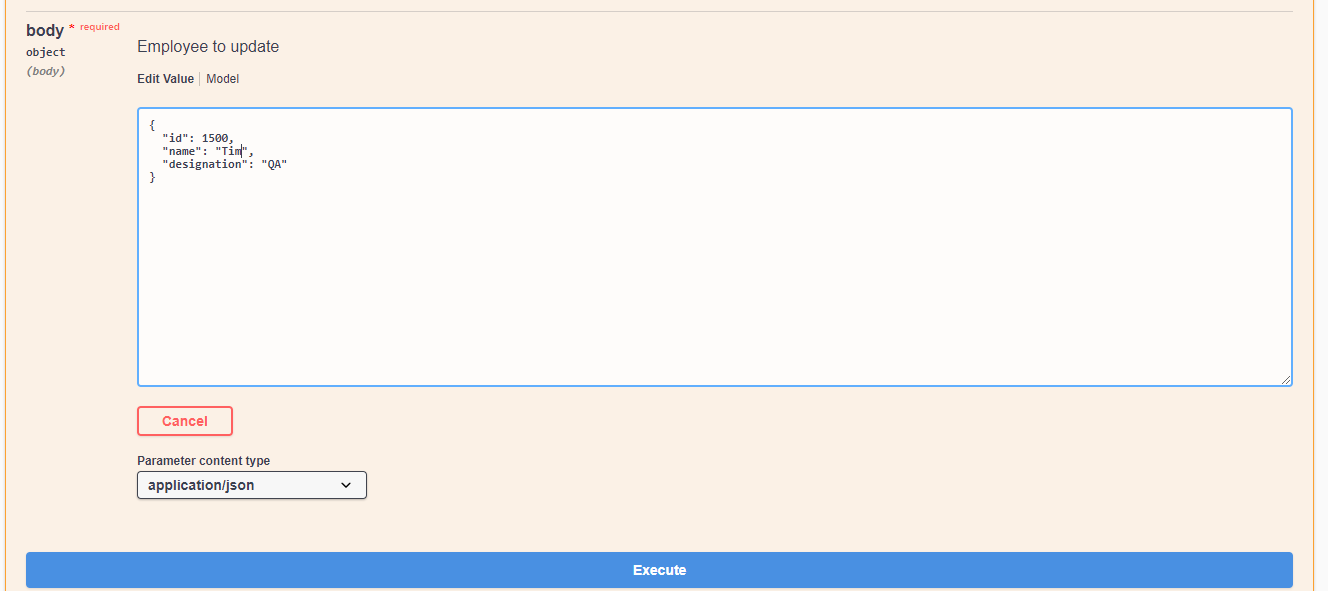 body * required
object
(body)
Employee to update
Edit Value | Model
{
  "id": 1500,
  "name": "Tim",
  "designation": "QA"
}
Cancel
Parameter content type
application/json
Execute